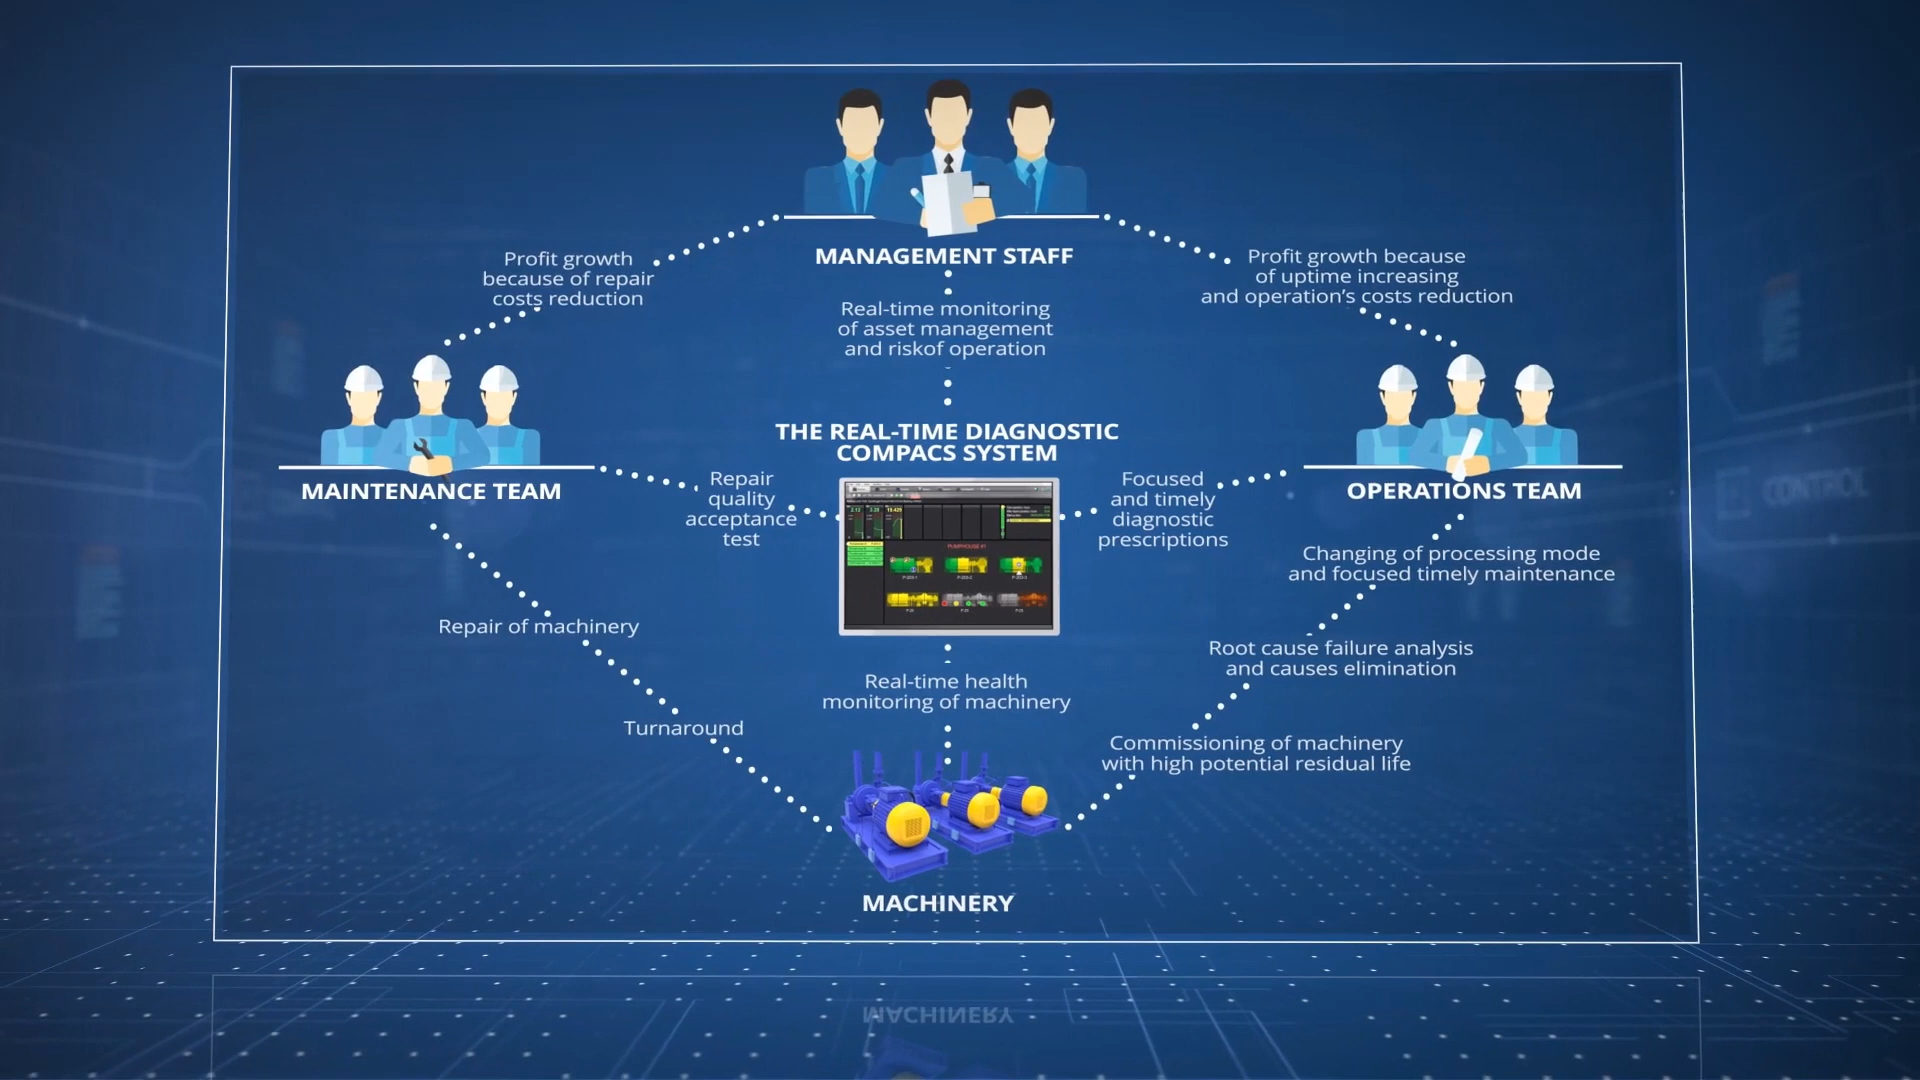 MANAGEMENT STAFF
Profit growth
because of repair
costs reduction
Real-time monitoring
of asset management
and riskof operation
Profit growth because
of uptime increasing
and operation's costs reduction
MAINTENANCE TEAM
Repair
quality
acceptance
test
THE REAL-TIME DIAGNOSTIC
COMPACS SYSTEM
PUMPHOUSE #1
Focused
and timely
diagnostic
prescriptions
OPERATIONS TEAM
Changing of processing mode
and focused timely maintenance
Repair of machinery
Root cause failure analysis
and causes elimination
Real-time health
monitoring of machinery
Turnaround
Commissioning of machinery
with high potential residual life
MACHINERY
CONTROL
MACHINERY